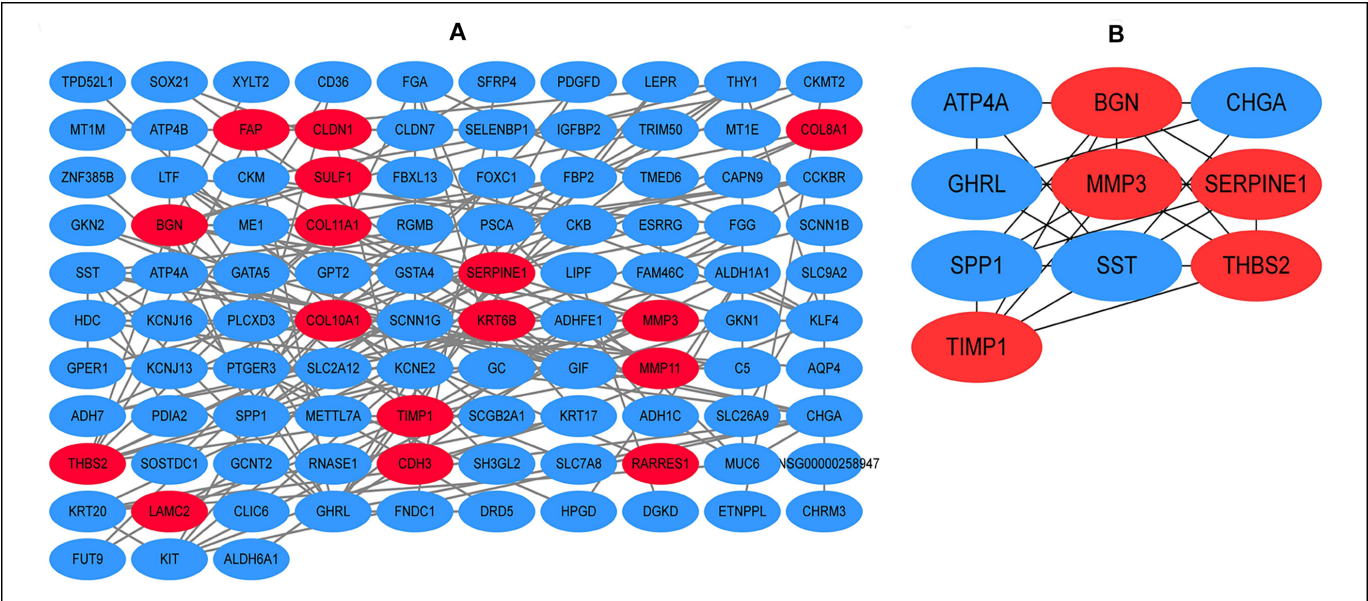 A
TPD52L1 SOX21 XYLT2 CD36 FGA SFRP4 PDGFD LEPR THY1 CKMT2
MT1M ATP4B FAP CLDN1 CLDN7 SELENBP1 IGFBP2 TRIM50 MT1E COL8A1
ZNF385B LTF CKM SULF1 FBXL13 FOXC1 FBP2 TMED6 CAPN9 CCKBR
GKN2 BGN ME1 COL11A1 RGMB PSCA CKB ESRRG FGG SCNN1B
SST ATP4A GATA5 GPT2 GSTA4 SERPINE1 LIPF FAM46C ALDH1A1 SLC9A2
HDC KCNJ16 PLCXD3 COL10A1 SCNN1G KRT6B ADHFE1 MMP3 GKN1 KLF4
GPER1 KCNJ13 PTGER3 SLC2A12 KCNE2 GC GIF MMP11 C5 AQP4
ADH7 PDIA2 SPP1 METTL7A TIMP1 SCGB2A1 KRT17 ADH1C SLC26A9 CHGA
THBS2 SOSTDC1 GCNT2 RNASE1 CDH3 SH3GL2 SLC7A8 RARRES1 MUC6 NSG00000258947
KRT20 LAMC2 CLIC6 GHRL FNDC1 DRD5 HPGD DGKD ETNPPL CHRM3
FUT9 KIT ALDH6A1
B
ATP4A BGN CHGA
GHRL MMP3 SERPINE1
SPP1 SST THBS2
TIMP1